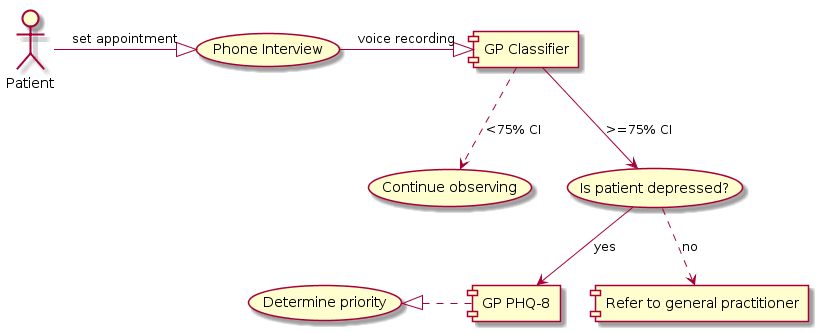 set appointment
Phone Interview
voice recording
GP Classifier
Patient
<75% CI
>=75% CI
Continue observing
Is patient depressed?
yes
no
Determine priority
GP PHQ-8
Refer to general practitioner